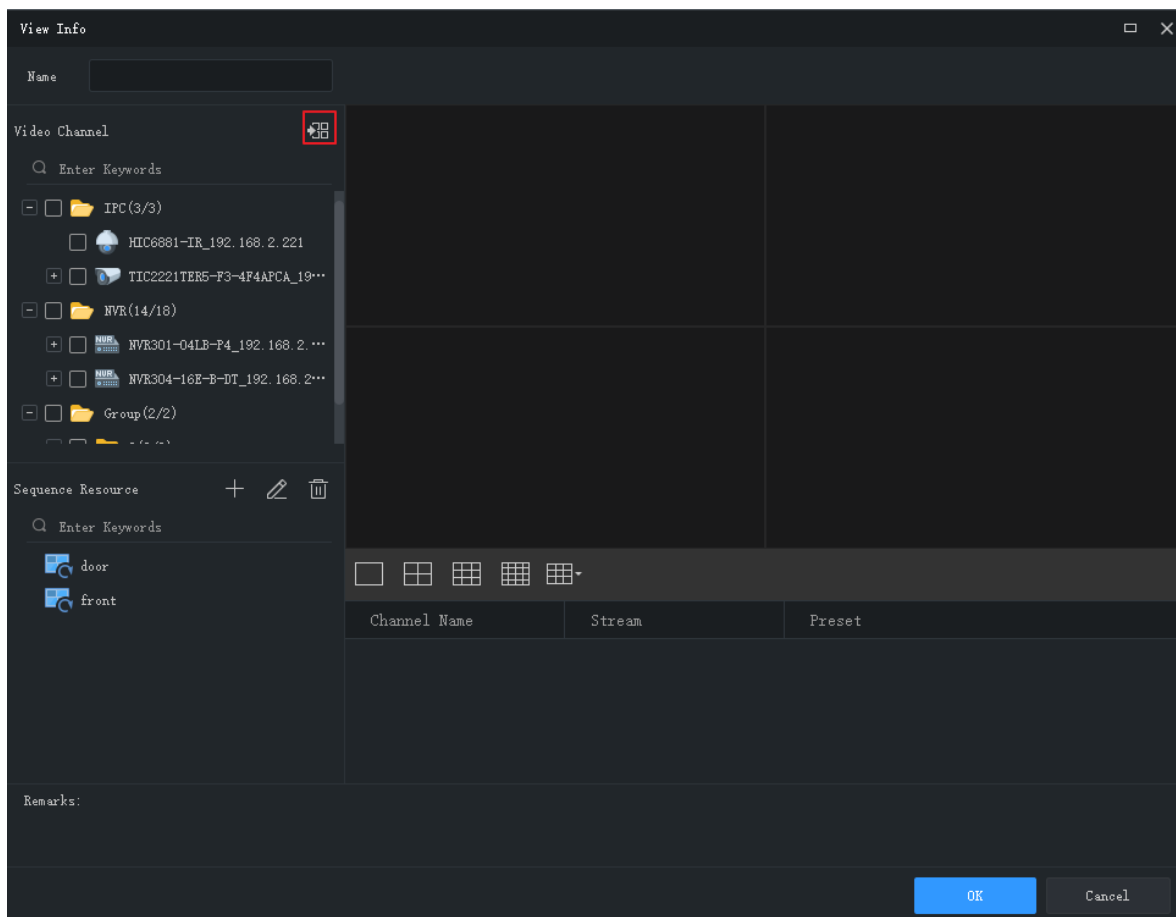 View Info
Name
Video Channel
Enter Keywords
IPC(3/3)
HIC6881-IR_192.168.2.221
TIC2221TER5-F3-4F4APCA_19···
NVR(14/18)
NVR301-04LB-P4_192.168.2.···
NVR304-16E-B-DT_192.168.2···
Group(2/2)
Sequence Resource
Enter Keywords
door
front
Channel Name Stream Preset
Remarks:
OK Cancel